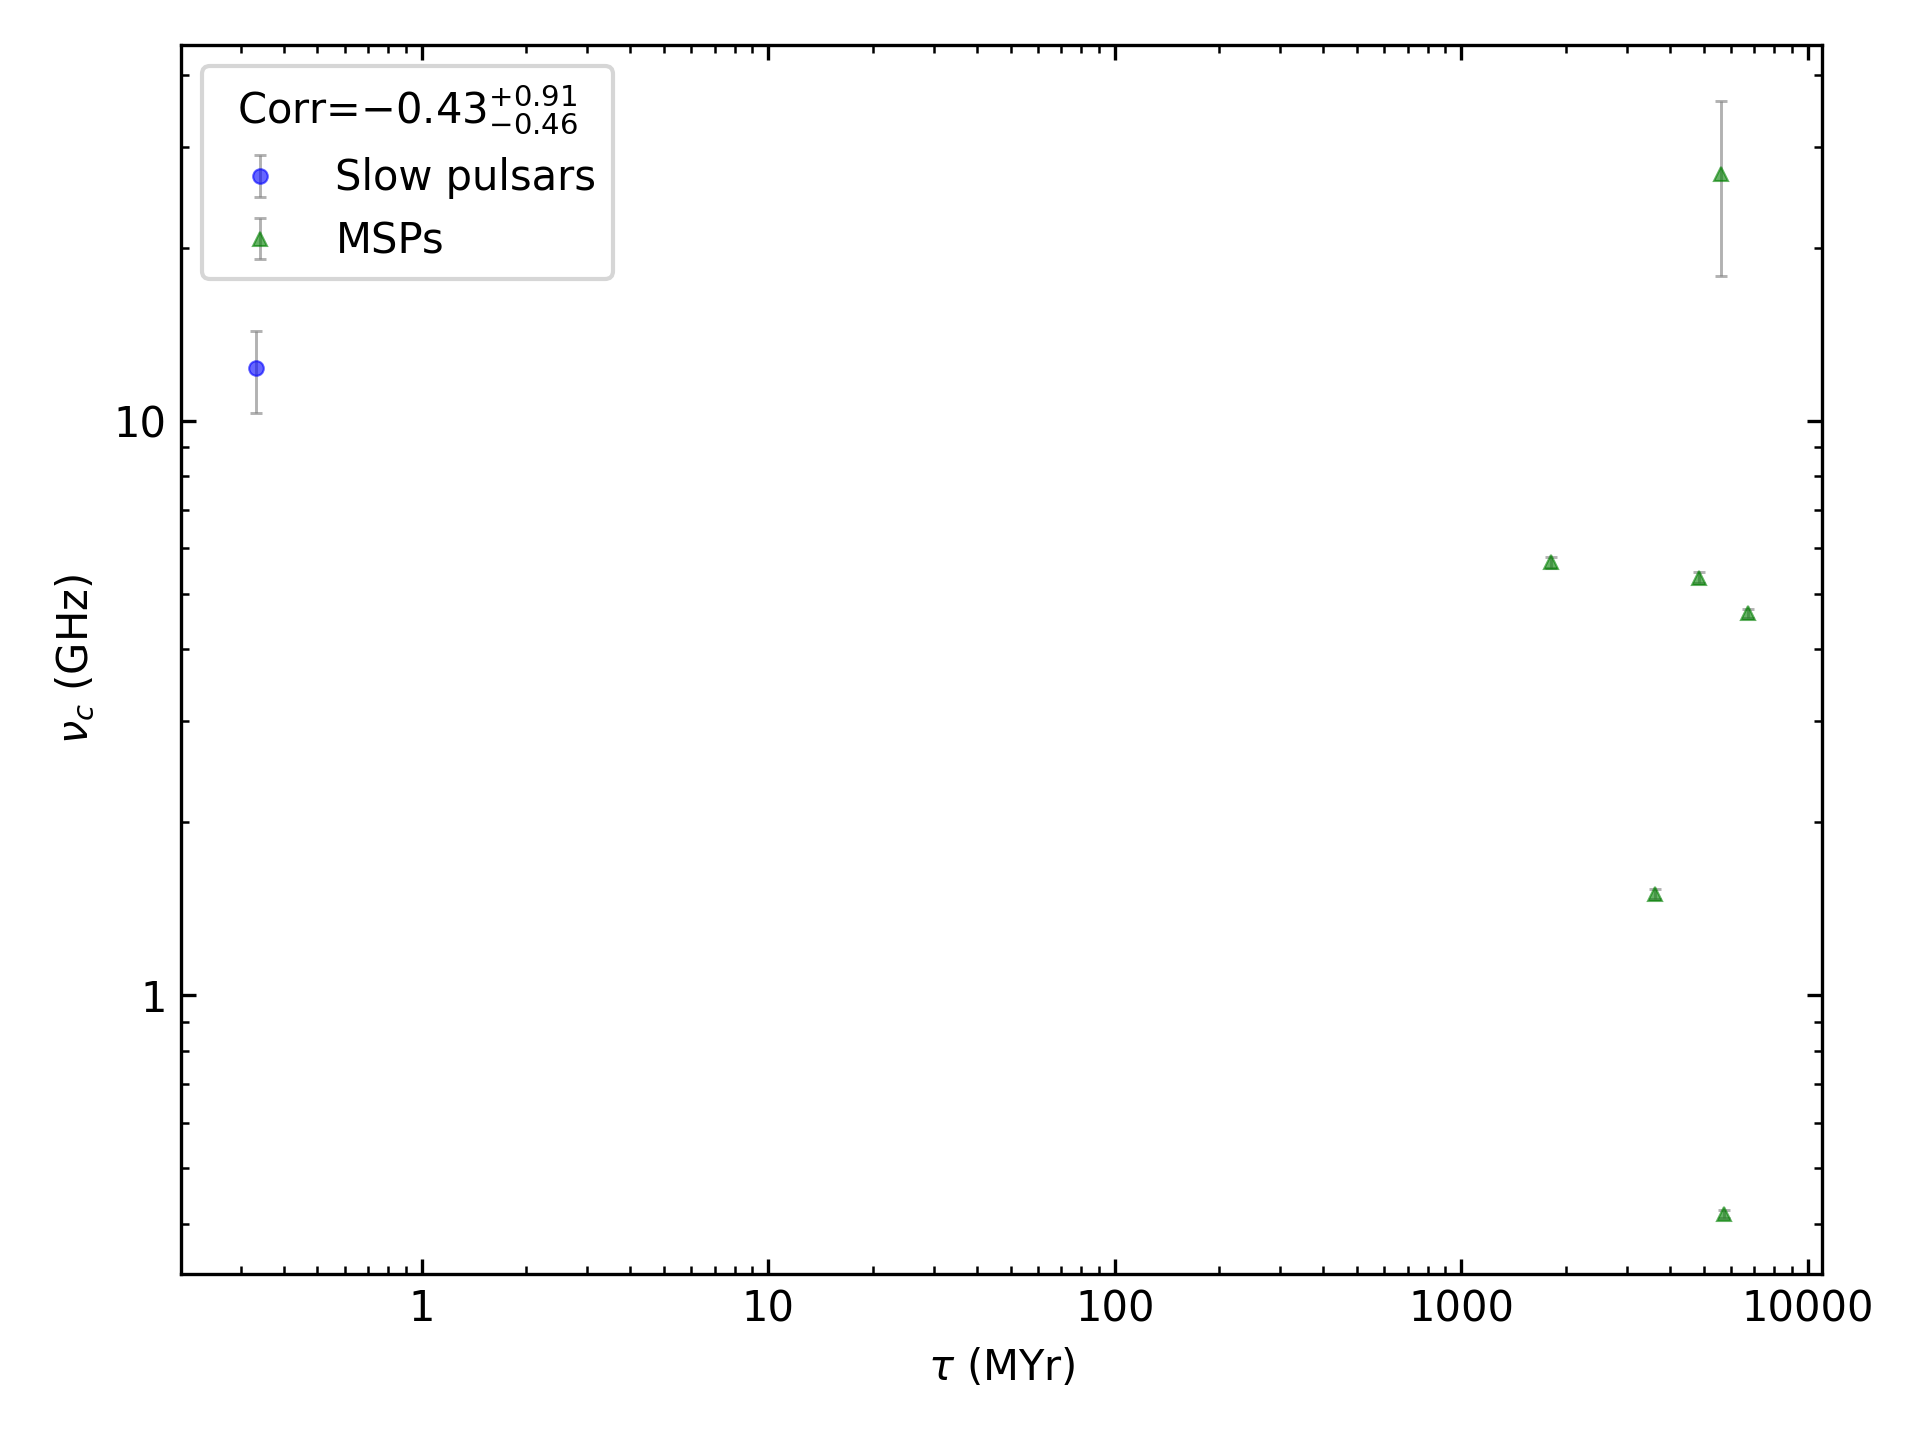 Corr=−0.43+0.91−0.46
Slow pulsars
MSPs
10
1
ν_c (GHz)
1 10 100 1000 10000
τ (MYr)